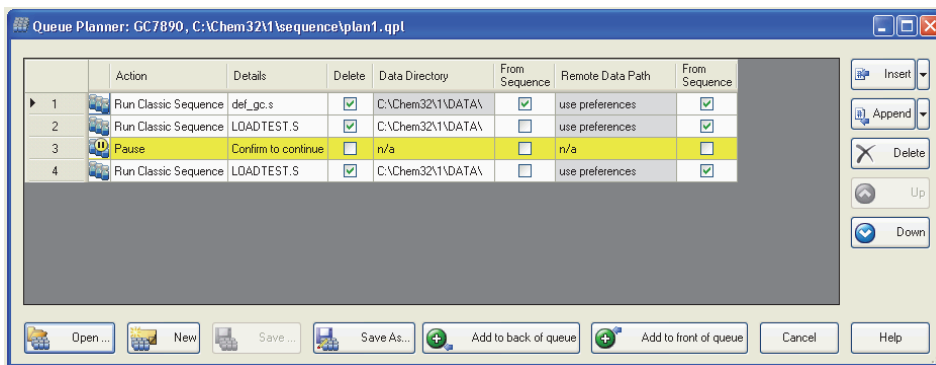 Queue Planner: GC7890, C:\Chem32\1\sequence\plan1.qpl
Action Details Delete Data Directory From Sequence Remote Data Path From Sequence
1 Run Classic Sequence def_gc.s C:\Chem32\1\DATA\ use preferences
2 Run Classic Sequence LOADTEST.S C:\Chem32\1\DATA\ use preferences
3 Pause Confirm to continue n/a n/a
4 Run Classic Sequence LOADTEST.S C:\Chem32\1\DATA\ use preferences
Insert
Append
Delete
Up
Down
Open ... New Save ... Save As... Add to back of queue Add to front of queue Cancel Help